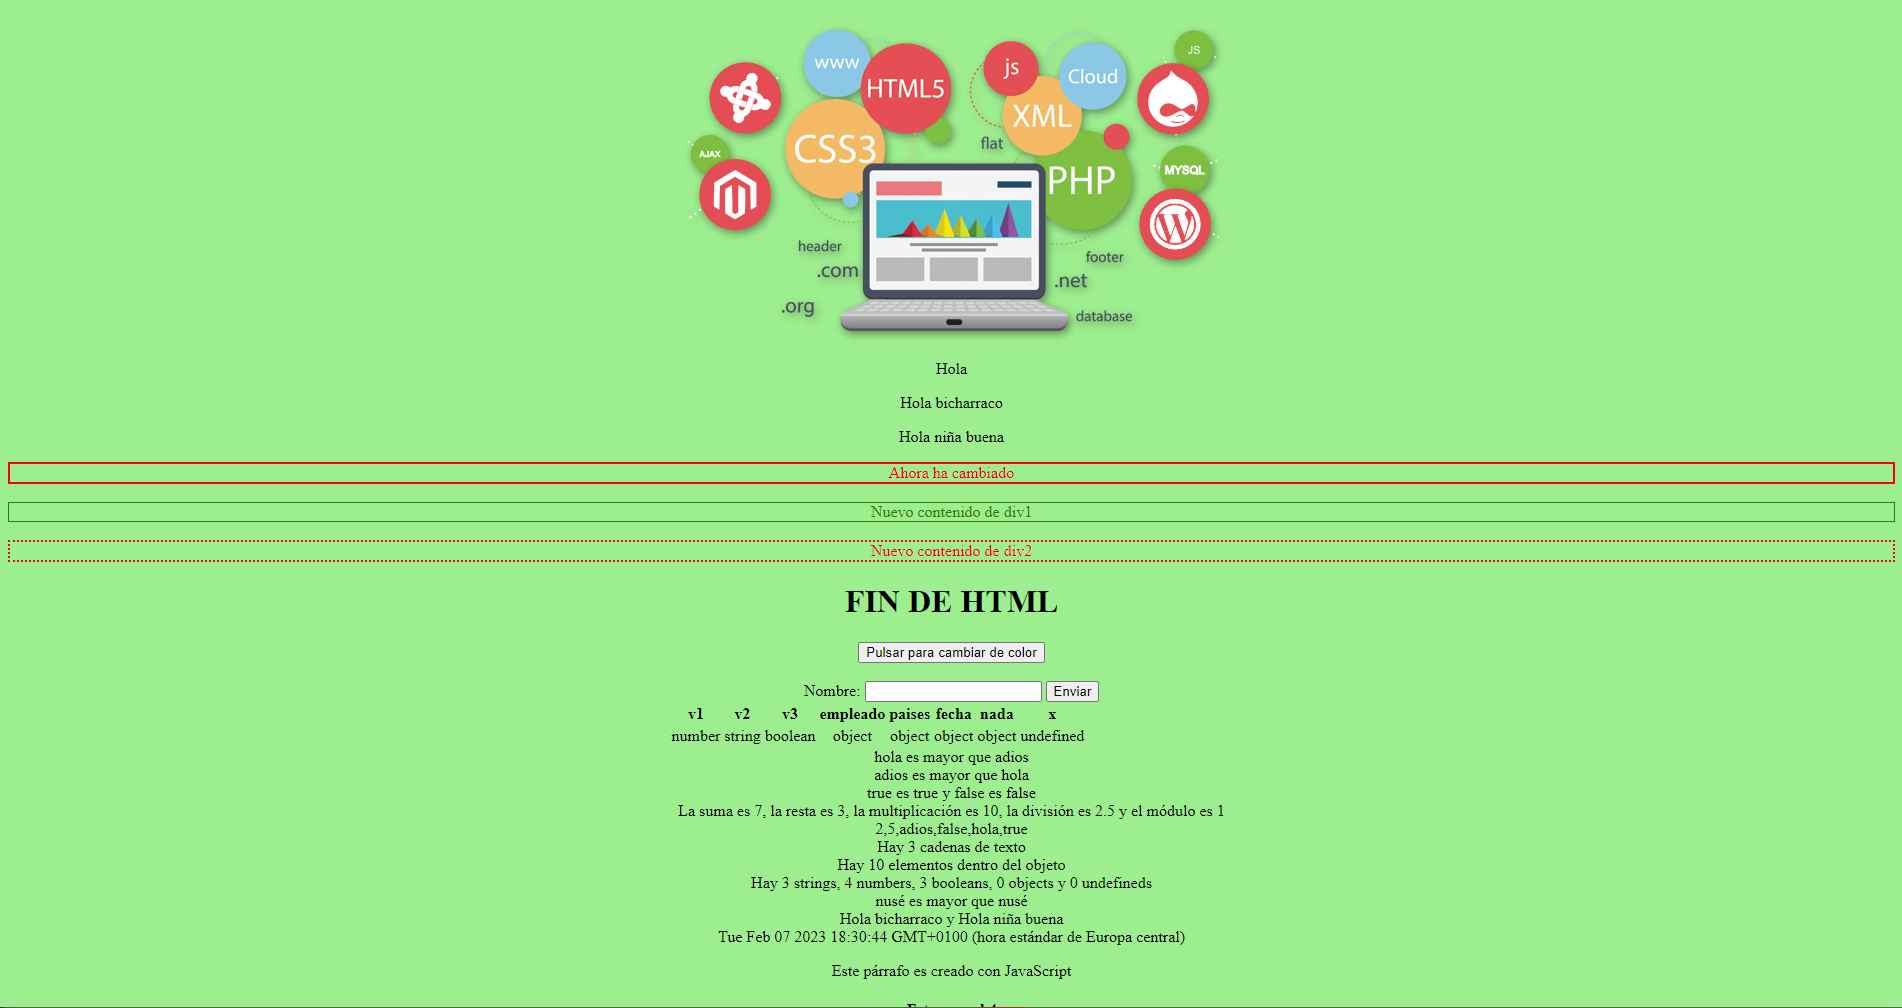 www
HTML5
CSS3
AJAX
js
Cloud
XML
JS
flat
PHP
MYSQL
header
.com
.org
footer
.net
database
Hola
Hola bicharraco
Hola niña buena
Ahora ha cambiado
Nuevo contenido de div1
Nuevo contenido de div2
FIN DE HTML
Pulsar para cambiar de color
Nombre: Enviar
v1 v2 v3 empleado paises fecha nada x
number string boolean object object object object undefined
hola es mayor que adios
adios es mayor que hola
true es true y false es false
La suma es 7, la resta es 3, la multiplicación es 10, la división es 2.5 y el módulo es 1
2,5,adios,false,hola,true
Hay 3 cadenas de texto
Hay 10 elementos dentro del objeto
Hay 3 strings, 4 numbers, 3 booleans, 0 objects y 0 undefineds
nusé es mayor que nusé
Hola bicharraco y Hola niña buena
Tue Feb 07 2023 18:30:44 GMT+0100 (hora estándar de Europa central)
Este párrafo es creado con JavaScript